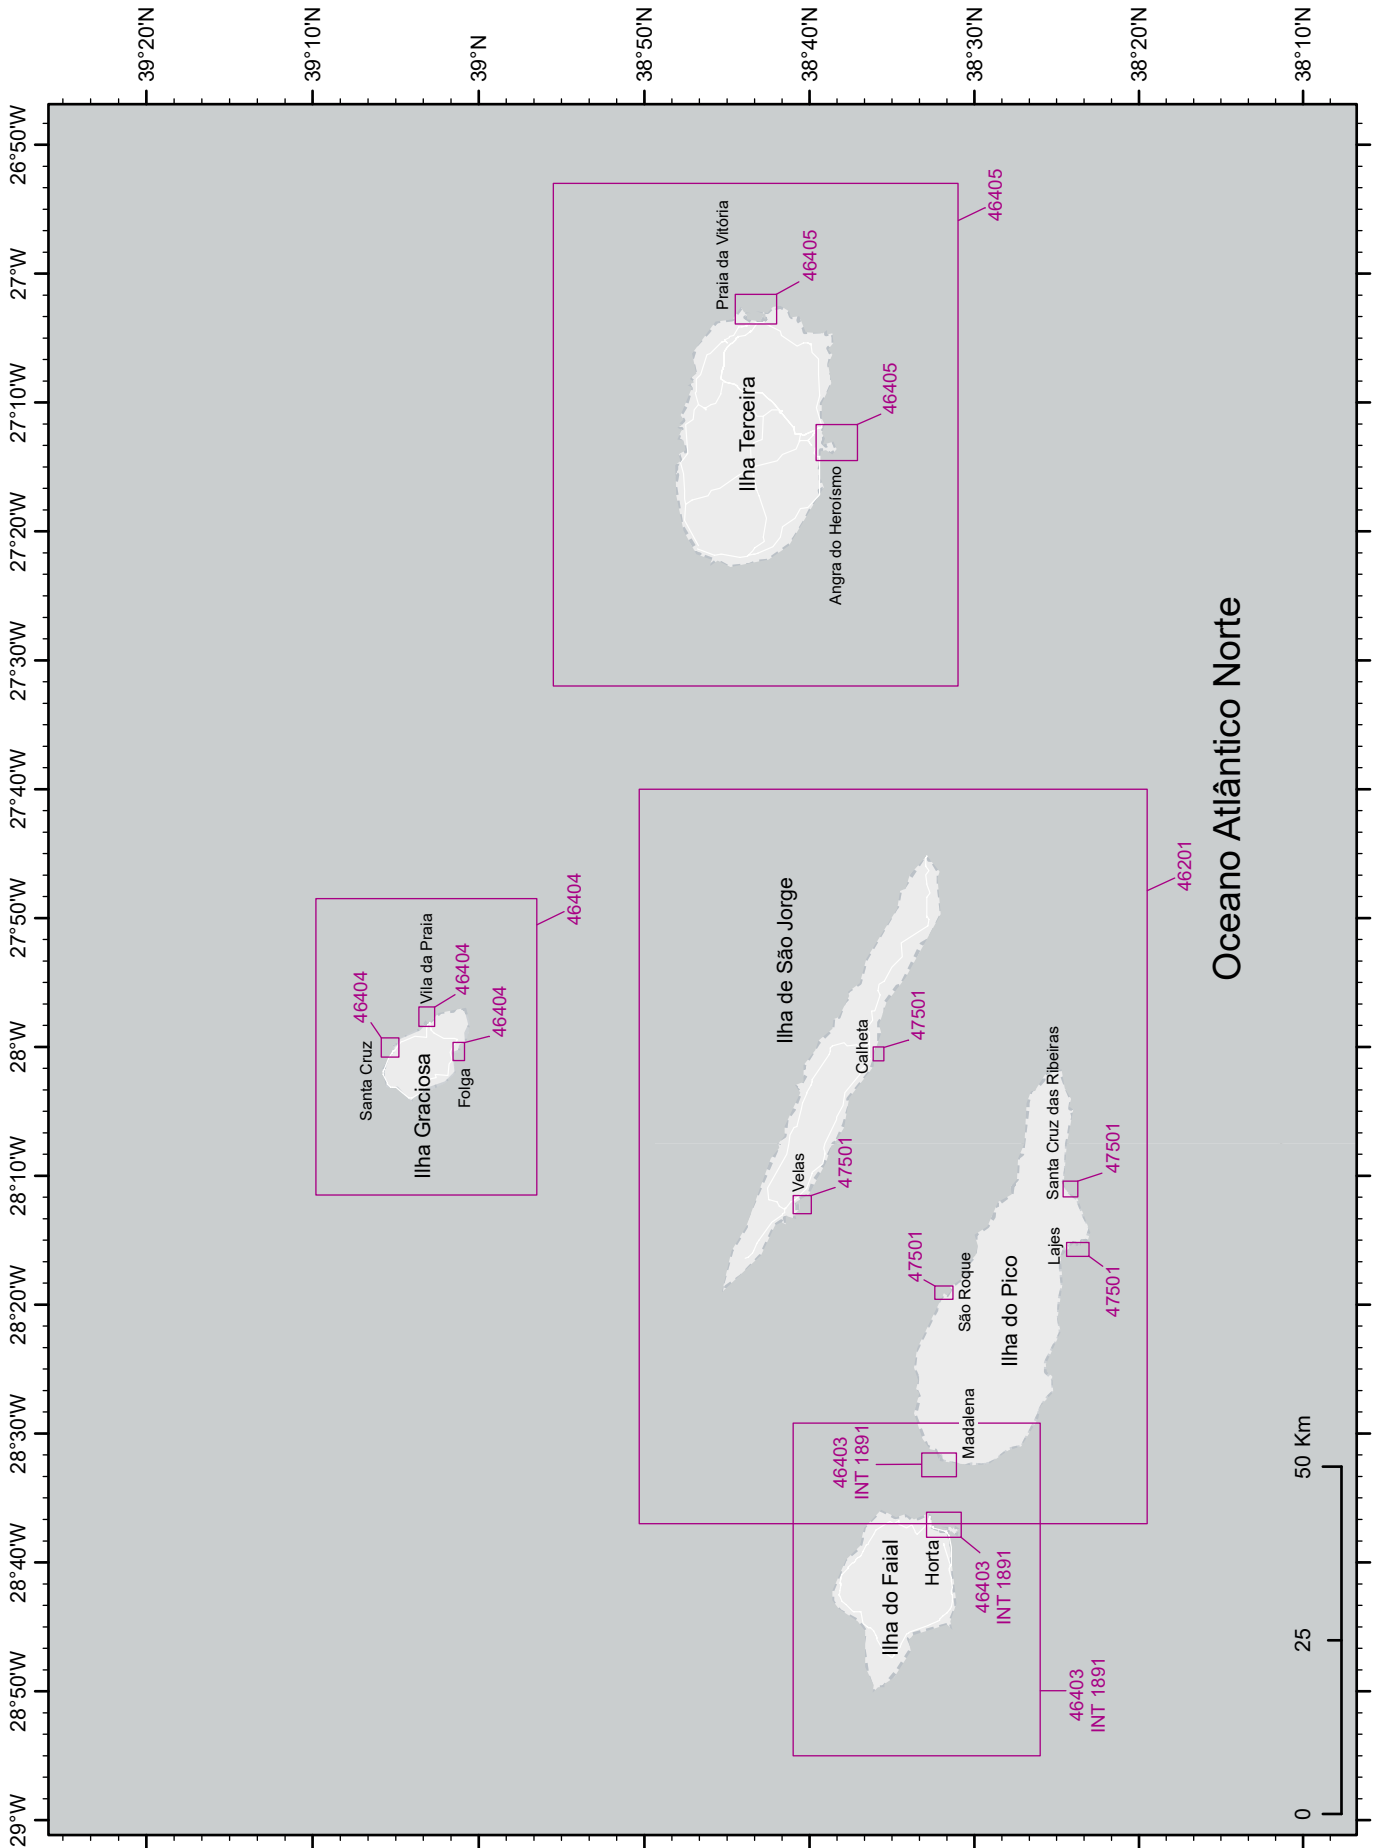 29°W
28°50'W
28°40'W
28°30'W
28°20'W
28°10'W
28°W
27°50'W
27°40'W
27°30'W
27°20'W
27°10'W
27°W
26°50'W
39°20'N
39°10'N
39°N
38°50'N
38°40'N
38°30'N
38°20'N
38°10'N
Santa Cruz
46404
Vila da Praia
46404
Ilha Graciosa
Folga
46404
46404
Praia da Vitória
46405
Ilha Terceira
Angra do Heroísmo
46405
46405
Ilha de São Jorge
Velas
47501
Calheta
47501
46403
INT 1891
Ilha do Faial
Horta
46403
INT 1891
46403
INT 1891
Madalena
47501
São Roque
Ilha do Pico
Lajes
47501
Santa Cruz das Ribeiras
47501
46201
Oceano Atlântico Norte
0
25
50 Km